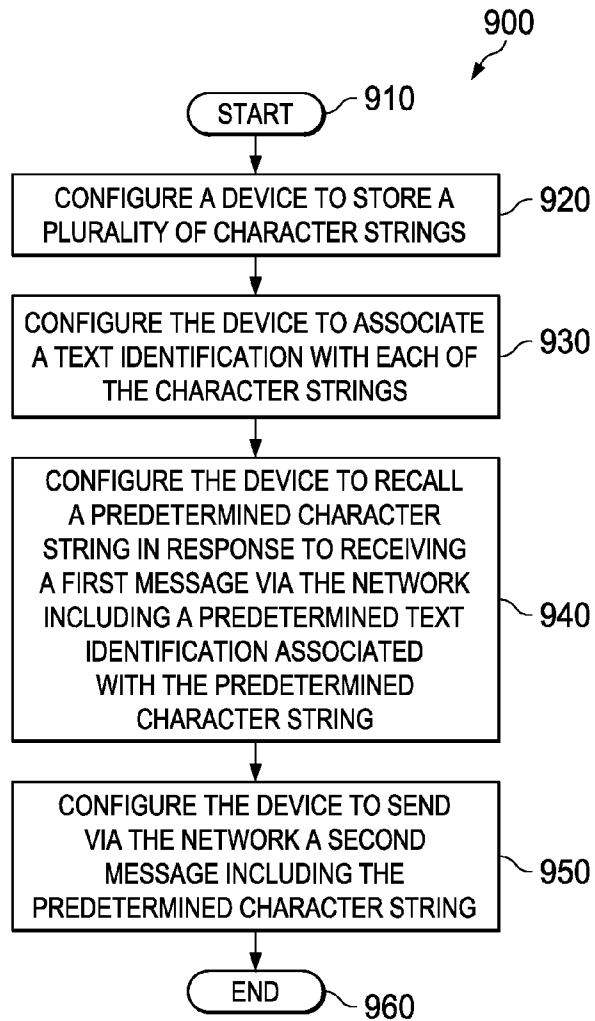 900
START
910
CONFIGURE A DEVICE TO STORE A
PLURALITY OF CHARACTER STRINGS
920
CONFIGURE THE DEVICE TO ASSOCIATE
A TEXT IDENTIFICATION WITH EACH OF
THE CHARACTER STRINGS
930
CONFIGURE THE DEVICE TO RECALL
A PREDETERMINED CHARACTER
STRING IN RESPONSE TO RECEIVING
A FIRST MESSAGE VIA THE NETWORK
INCLUDING A PREDETERMINED TEXT
IDENTIFICATION ASSOCIATED
WITH THE PREDETERMINED
CHARACTER STRING
940
CONFIGURE THE DEVICE TO SEND
VIA THE NETWORK A SECOND
MESSAGE INCLUDING THE
PREDETERMINED CHARACTER STRING
950
END
960